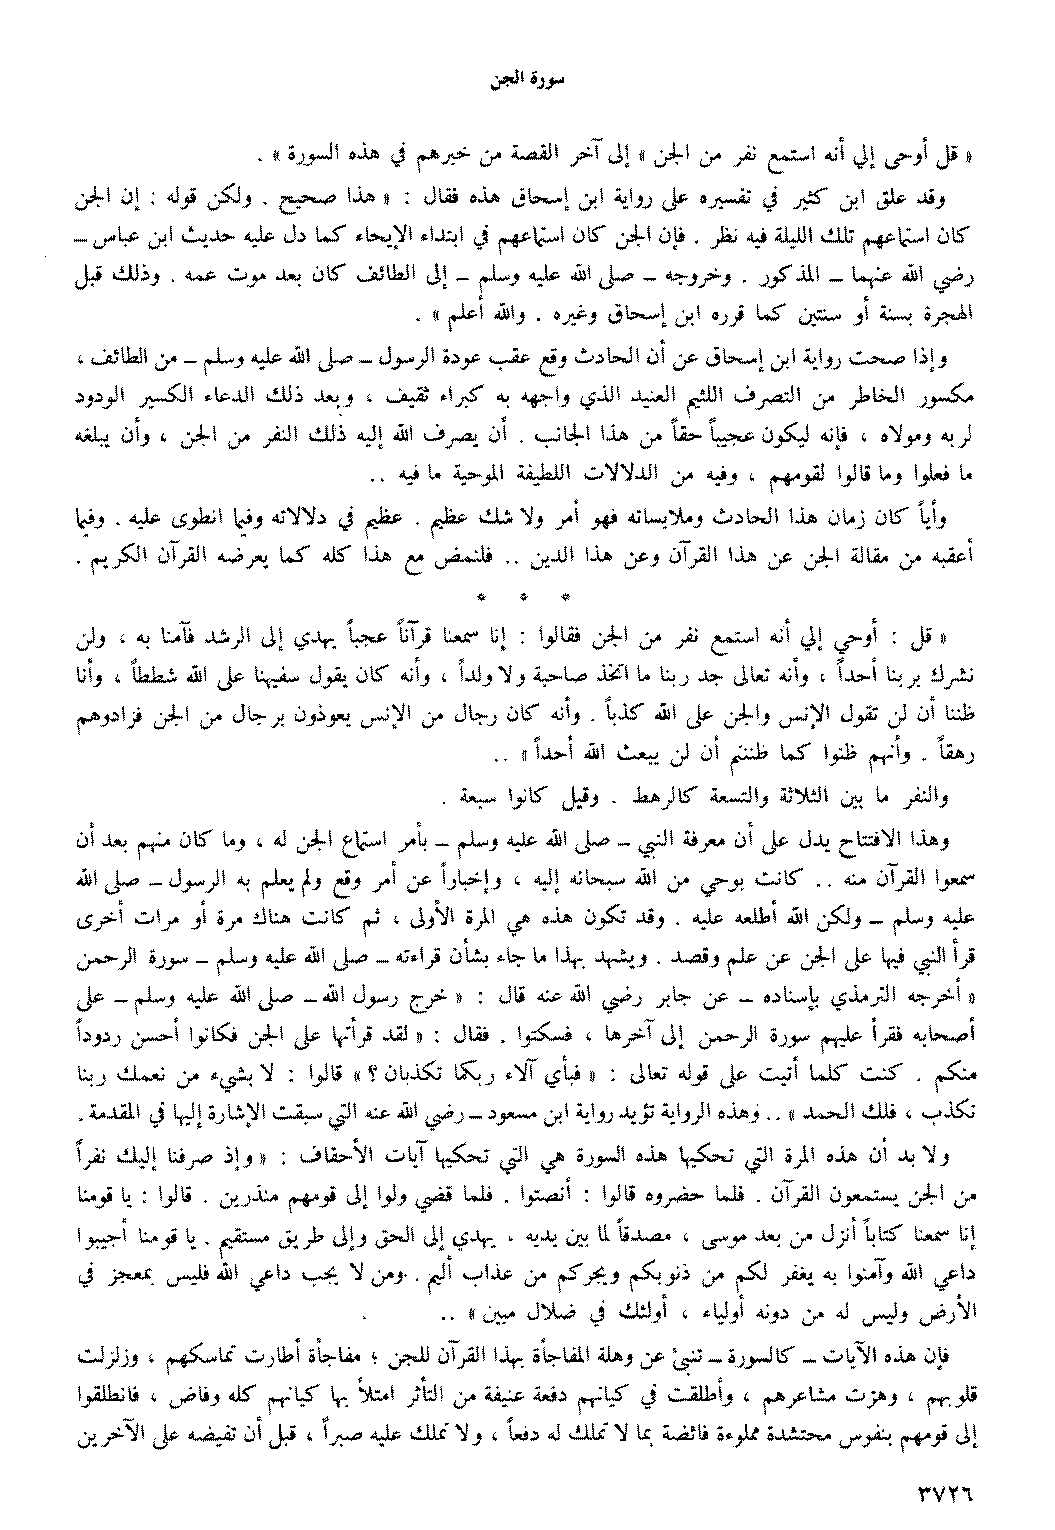 سورة الجن
« قل أوحى إلي أنه استمع نفر من الجن » إلى آخر القصة من خبرهم في هذه السورة » .
وقد علق ابن كثير في تفسيره على رواية ابن إسحاق هذه فقال : « هذا صحيح . ولكن قوله : إن الجن
كان استماعهم تلك الليلة فيه نظر . فإن الجن كان استماعهم في ابتداء الإيحاء كما دل عليه حديث ابن عباس ــ
رضي الله عنهما ــ المذكور . وخروجه ــ صلى الله عليه وسلم ــ إلى الطائف كان بعد موت عمه . وذلك قبل
الهجرة بسنة أو سنتين كما قرره ابن إسحاق وغيره . والله أعلم » .
وإذا صحت رواية ابن إسحاق عن أن الحادث وقع عقب عودة الرسول ــ صلى الله عليه وسلم ــ من الطائف ،
مكسور الخاطر من التصرف اللئيم العنيد الذي واجهه به كبراء ثقيف ، وبعد ذلك الدعاء الكسير الودود
لربه ومولاه ، فإنه ليكون عجيباً حقاً من هذا الجانب . أن يصرف الله إليه ذلك النفر من الجن ، وأن يبلغه
ما فعلوا وما قالوا لقومهم ، وفيه من الدلالات اللطيفة الموحية ما فيه ..
وأياً كان زمان هذا الحادث وملابساته فهو أمر ولا شك عظيم . عظيم في دلالاته وفيما انطوى عليه . وفيما
أعقبه من مقالة الجن عن هذا القرآن وعن هذا الدين .. فلنمض مع هذا كله كما يعرضه القرآن الكريم .
* * *
« قل : أوحي إلي أنه استمع نفر من الجن فقالوا : إنا سمعنا قرآناً عجباً يهدي إلى الرشد فآمنا به ، ولن
نشرك بربنا أحداً ، وأنه تعالى جد ربنا ما اتخذ صاحبة ولا ولداً ، وأنه كان يقول سفيهنا على الله شططاً ، وأنا
ظننا أن لن تقول الإنس والجن على الله كذباً . وأنه كان رجال من الإنس يعوذون برجال من الجن فزادوهم
رهقاً . وأنهم ظنوا كما ظننتم أن لن يبعث الله أحداً » ..
والنفر ما بين الثلاثة والتسعة كالرهط . وقيل كانوا سبعة .
وهذا الافتتاح يدل على أن معرفة النبي ــ صلى الله عليه وسلم ــ بأمر استماع الجن له ، وما كان منهم بعد أن
سمعوا القرآن منه .. كانت بوحي من الله سبحانه إليه ، وإخباراً عن أمر وقع ولم يعلم به الرسول ــ صلى الله
عليه وسلم ــ ولكن الله أطلعه عليه . وقد تكون هذه هي المرة الأولى ، ثم كانت هناك مرة أو مرات أخرى
قرأ النبي فيها على الجن عن علم وقصد . ويشهد بهذا ما جاء بشأن قراءته ــ صلى الله عليه وسلم ــ سورة الرحمن
« أخرجه الترمذي بإسناده ــ عن جابر رضي الله عنه قال : « خرج رسول الله ــ صلى الله عليه وسلم ــ على
أصحابه فقرأ عليهم سورة الرحمن إلى آخرها ، فسكتوا . فقال : « لقد قرأتها على الجن فكانوا أحسن ردوداً
منكم . كنت كلما أتيت على قوله تعالى : « فبأي آلاء ربكما تكذبان ؟ » قالوا : لا بشيء من نعمك ربنا
نكذب ، فلك الحمد » .. وهذه الرواية تؤيد رواية ابن مسعود ــ رضي الله عنه التي سبقت الإشارة إليها في المقدمة .
ولا بد أن هذه المرة التي تحكيها هذه السورة هي التي تحكيها آيات الأحقاف : « وإذ صرفنا إليك نفراً
من الجن يستمعون القرآن . فلما حضروه قالوا : أنصتوا . فلما قضي ولوا إلى قومهم منذرين . قالوا : يا قومنا
إنا سمعنا كتاباً أنزل من بعد موسى ، مصدقاً لما بين يديه ، يهدي إلى الحق وإلى طريق مستقيم . يا قومنا أجيبوا
داعي الله وآمنوا به يغفر لكم من ذنوبكم ويجركم من عذاب أليم . ومن لا يجب داعي الله فليس بمعجز في
الأرض وليس له من دونه أولياء ، أولئك في ضلال مبين » ..
فإن هذه الآيات ــ كالسورة ــ تنبئ عن وهلة المفاجأة بهذا القرآن للجن ؛ مفاجأة أطارت تماسكهم ، وزلزلت
قلوبهم ، وهزت مشاعرهم ، وأطلقت في كيانهم دفعة عنيفة من التأثر امتلأ بها كيانهم كله وفاض ، فانطلقوا
إلى قومهم بنفوس محتشدة مملوءة فائضة بما لا تملك له دفعاً ، ولا تملك عليه صبراً ، قبل أن تفيضه على الآخرين
٣٧٢٦